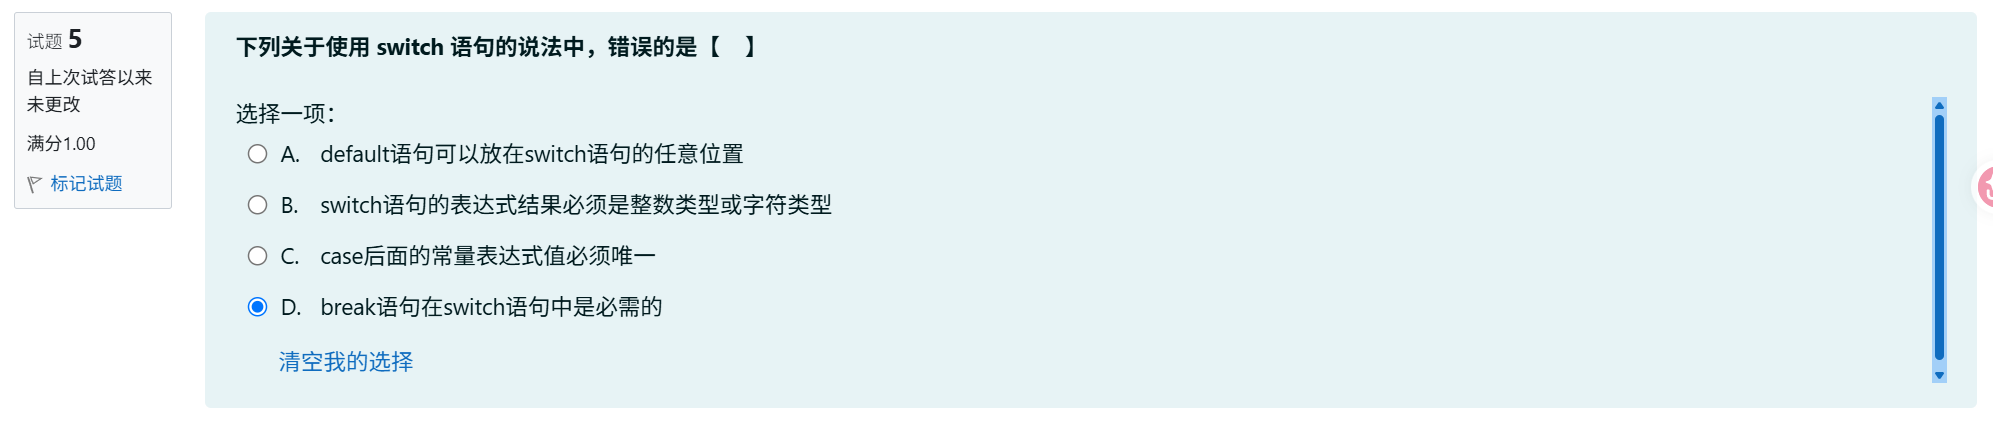 试题 5
自上次试答以来
未更改
满分1.00
标记试题
下列关于使用 switch 语句的说法中，错误的是【　】
选择一项：
A. default语句可以放在switch语句的任意位置
B. switch语句的表达式结果必须是整数类型或字符类型
C. case后面的常量表达式值必须唯一
D. break语句在switch语句中是必需的
清空我的选择